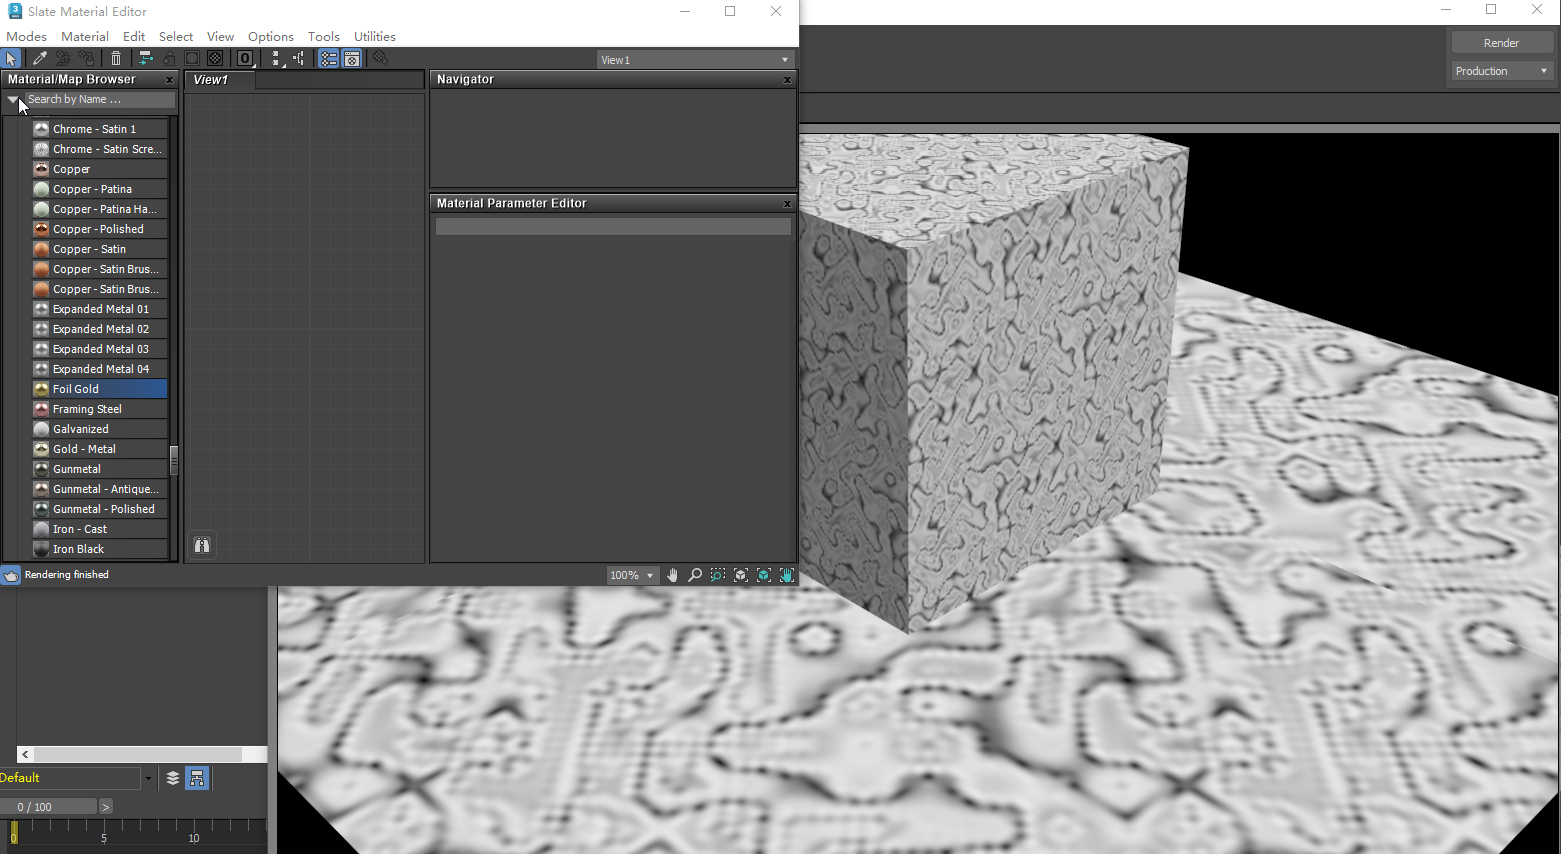 Slate Material Editor
Modes Material Edit Select View Options Tools Utilities
0
View1
Material/Map Browser
View1
Navigator
Search by Name ...
Chrome - Satin 1
Chrome - Satin Scre...
Copper
Copper - Patina
Copper - Patina Ha...
Copper - Polished
Copper - Satin
Copper - Satin Brus...
Copper - Satin Brus...
Expanded Metal 01
Expanded Metal 02
Expanded Metal 03
Expanded Metal 04
Foil Gold
Framing Steel
Galvanized
Gold - Metal
Gunmetal
Gunmetal - Antique...
Gunmetal - Polished
Iron - Cast
Iron Black
Material Parameter Editor
Rendering finished
100%
Render
Production
Default
0 / 100
>
0 5 10